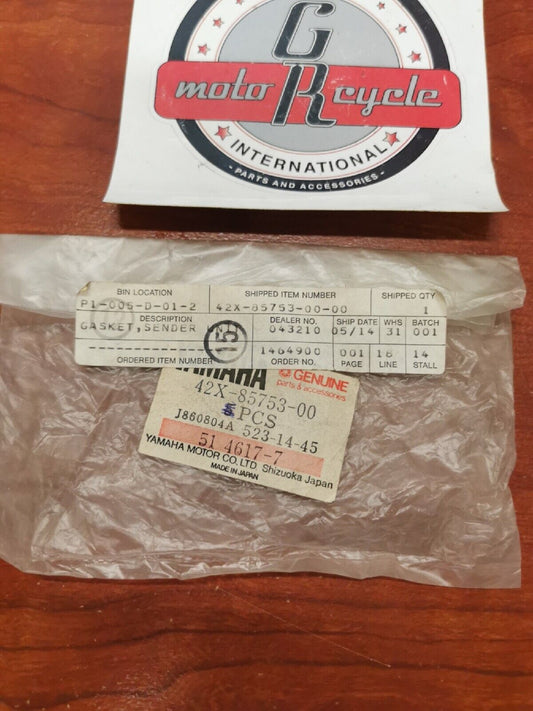 GR
moto cycle
INTERNATIONAL
- PARTS AND ACCESSORIES -
BIN LOCATION SHIPPED ITEM NUMBER SHIPPED QTY
P1-005-D-01-2 42X-85753-00-00 1
DESCRIPTION DEALER NO. SHIP DATE WHS BATCH
GASKET, SENDER 043210 05/14 31 001
15
1464900 001 18 14
ORDERED ITEM NUMBER ORDER NO. PAGE LINE STALL
YAMAHA GENUINE
parts & accessories
42X-85753-00
PCS
J860804A 523-14-45
51 4617-7
YAMAHA MOTOR CO.,LTD Shizuoka Japan
MADE IN JAPAN